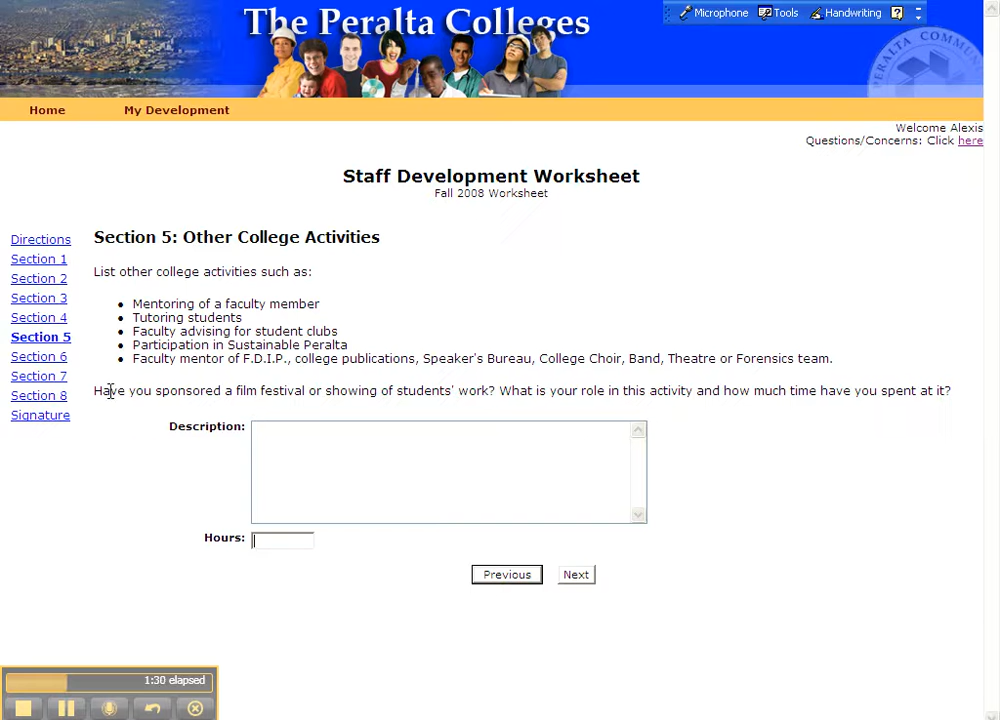 The Peralta Colleges
Microphone Tools Handwriting
PERALTA COMMU
Home My Development
Welcome Alexis
Questions/Concerns: Click here
Staff Development Worksheet
Fall 2008 Worksheet
Directions
Section 1
Section 2
Section 3
Section 4
Section 5
Section 6
Section 7
Section 8
Signature
Section 5: Other College Activities
List other college activities such as:
Mentoring of a faculty member
Tutoring students
Faculty advising for student clubs
Participation in Sustainable Peralta
Faculty mentor of F.D.I.P., college publications, Speaker's Bureau, College Choir, Band, Theatre or Forensics team.
Have you sponsored a film festival or showing of students' work? What is your role in this activity and how much time have you spent at it?
Description:
Hours:
Previous Next
1:30 elapsed